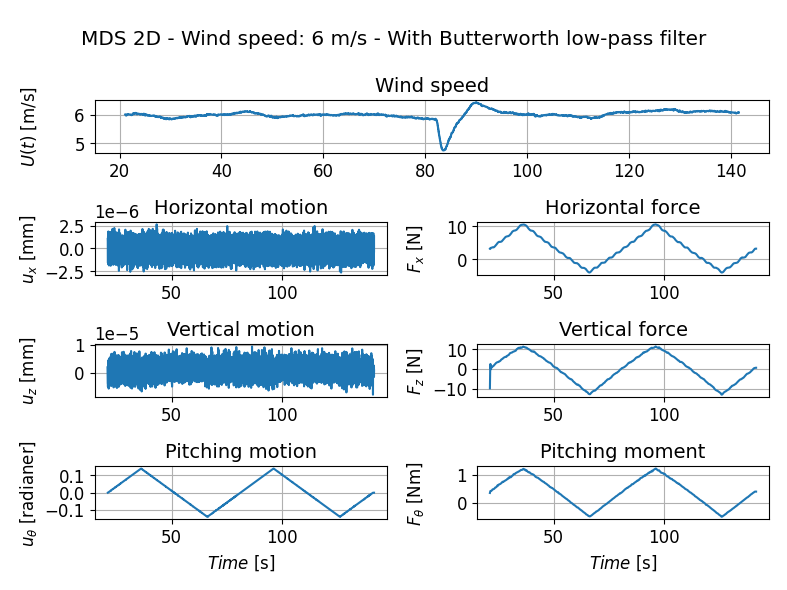 MDS 2D - Wind speed: 6 m/s - With Butterworth low-pass filter
Wind speed
U(t) [m/s]
6
5
20 40 60 80 100 120 140
1e−6 Horizontal motion
u_x [mm]
2.5
0.0
−2.5
50 100
Horizontal force
F_x [N]
10
0
50 100
1e−5 Vertical motion
u_z [mm]
1
0
50 100
Vertical force
F_z [N]
10
0
−10
50 100
Pitching motion
u_θ [radianer]
0.1
0.0
−0.1
50 100
Time [s]
Pitching moment
F_θ [Nm]
1
0
50 100
Time [s]